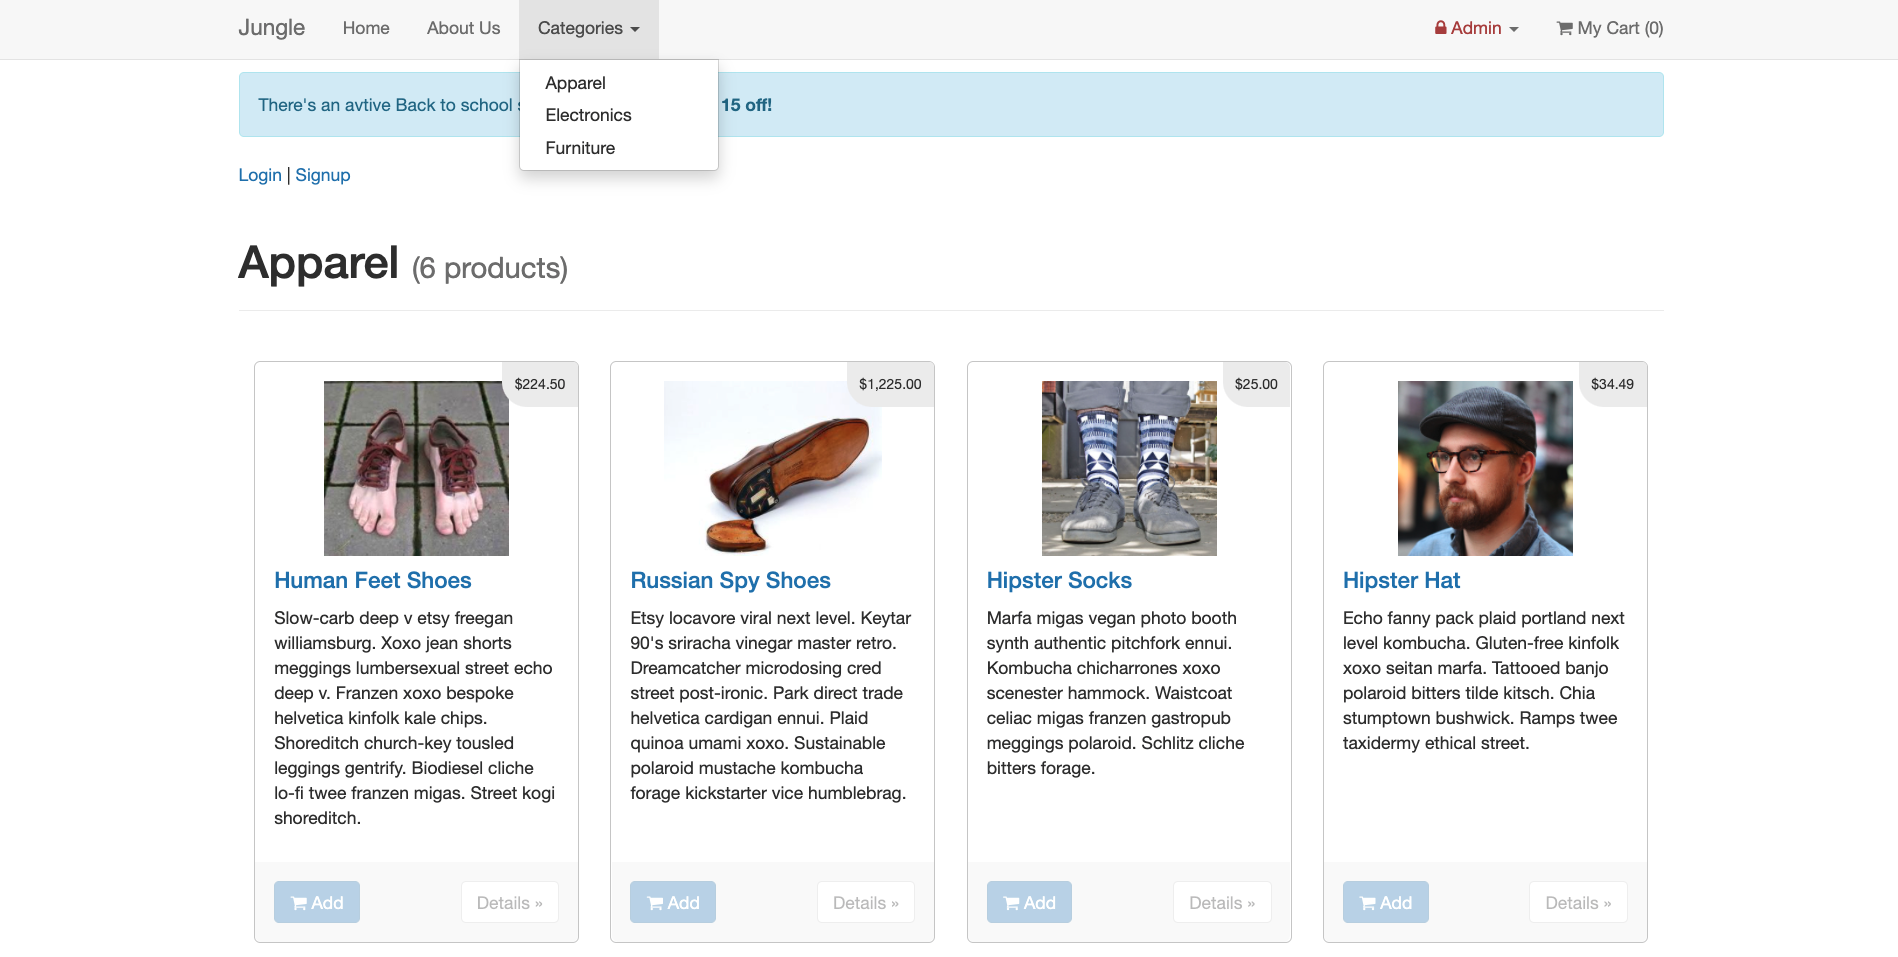 Jungle Home About Us Categories Admin My Cart (0)
Apparel
Electronics
Furniture
There's an avtive Back to school s 15 off!
Login | Signup
Apparel (6 products)
$224.50
Human Feet Shoes
Slow-carb deep v etsy freegan
williamsburg. Xoxo jean shorts
meggings lumbersexual street echo
deep v. Franzen xoxo bespoke
helvetica kinfolk kale chips.
Shoreditch church-key tousled
leggings gentrify. Biodiesel cliche
lo-fi twee franzen migas. Street kogi
shoreditch.
Add Details »
$1,225.00
Russian Spy Shoes
Etsy locavore viral next level. Keytar
90's sriracha vinegar master retro.
Dreamcatcher microdosing cred
street post-ironic. Park direct trade
helvetica cardigan ennui. Plaid
quinoa umami xoxo. Sustainable
polaroid mustache kombucha
forage kickstarter vice humblebrag.
Add Details »
$25.00
Hipster Socks
Marfa migas vegan photo booth
synth authentic pitchfork ennui.
Kombucha chicharrones xoxo
scenester hammock. Waistcoat
celiac migas franzen gastropub
meggings polaroid. Schlitz cliche
bitters forage.
Add Details »
$34.49
Hipster Hat
Echo fanny pack plaid portland next
level kombucha. Gluten-free kinfolk
xoxo seitan marfa. Tattooed banjo
polaroid bitters tilde kitsch. Chia
stumptown bushwick. Ramps twee
taxidermy ethical street.
Add Details »